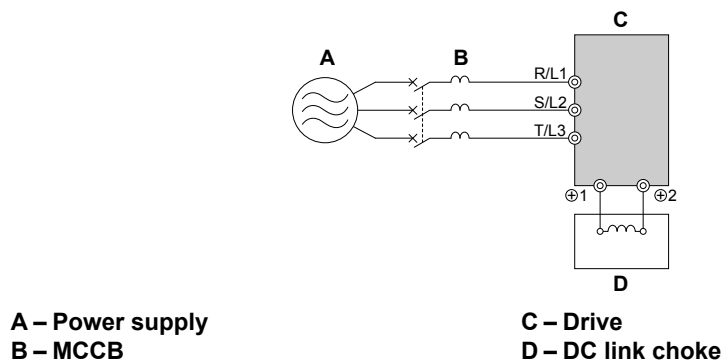 C
A
B
R/L1
S/L2
T/L3
⊕1
⊕2
D
A – Power supply
B – MCCB
C – Drive
D – DC link choke